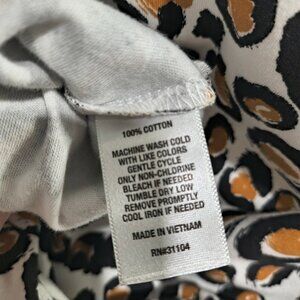 100% COTTON
MACHINE WASH COLD
WITH LIKE COLORS
GENTLE CYCLE
ONLY NON-CHLORINE
BLEACH IF NEEDED
TUMBLE DRY LOW
REMOVE PROMPTLY
COOL IRON IF NEEDED
MADE IN VIETNAM
RN#31104